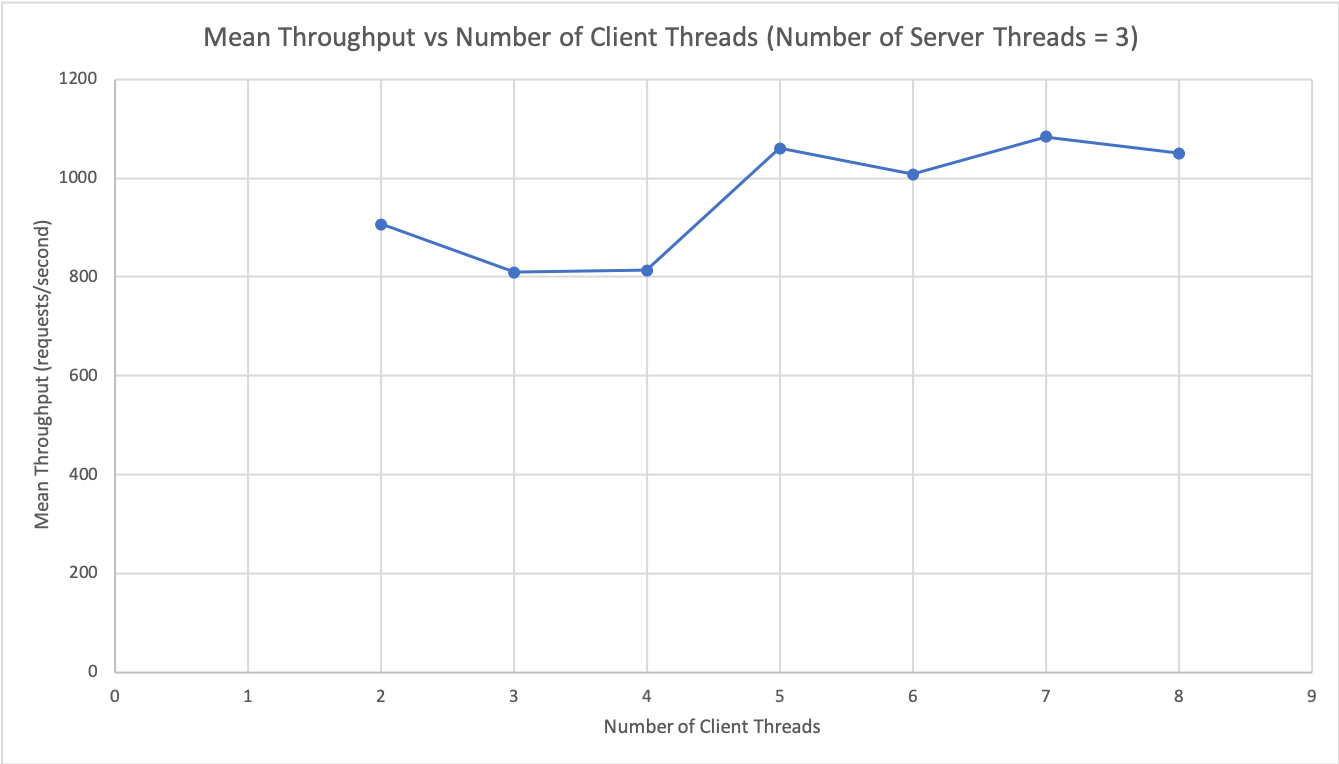 Mean Throughput vs Number of Client Threads (Number of Server Threads = 3)
1200
1000
800
600
400
200
0
Mean Throughput (requests/second)
0 1 2 3 4 5 6 7 8 9
Number of Client Threads